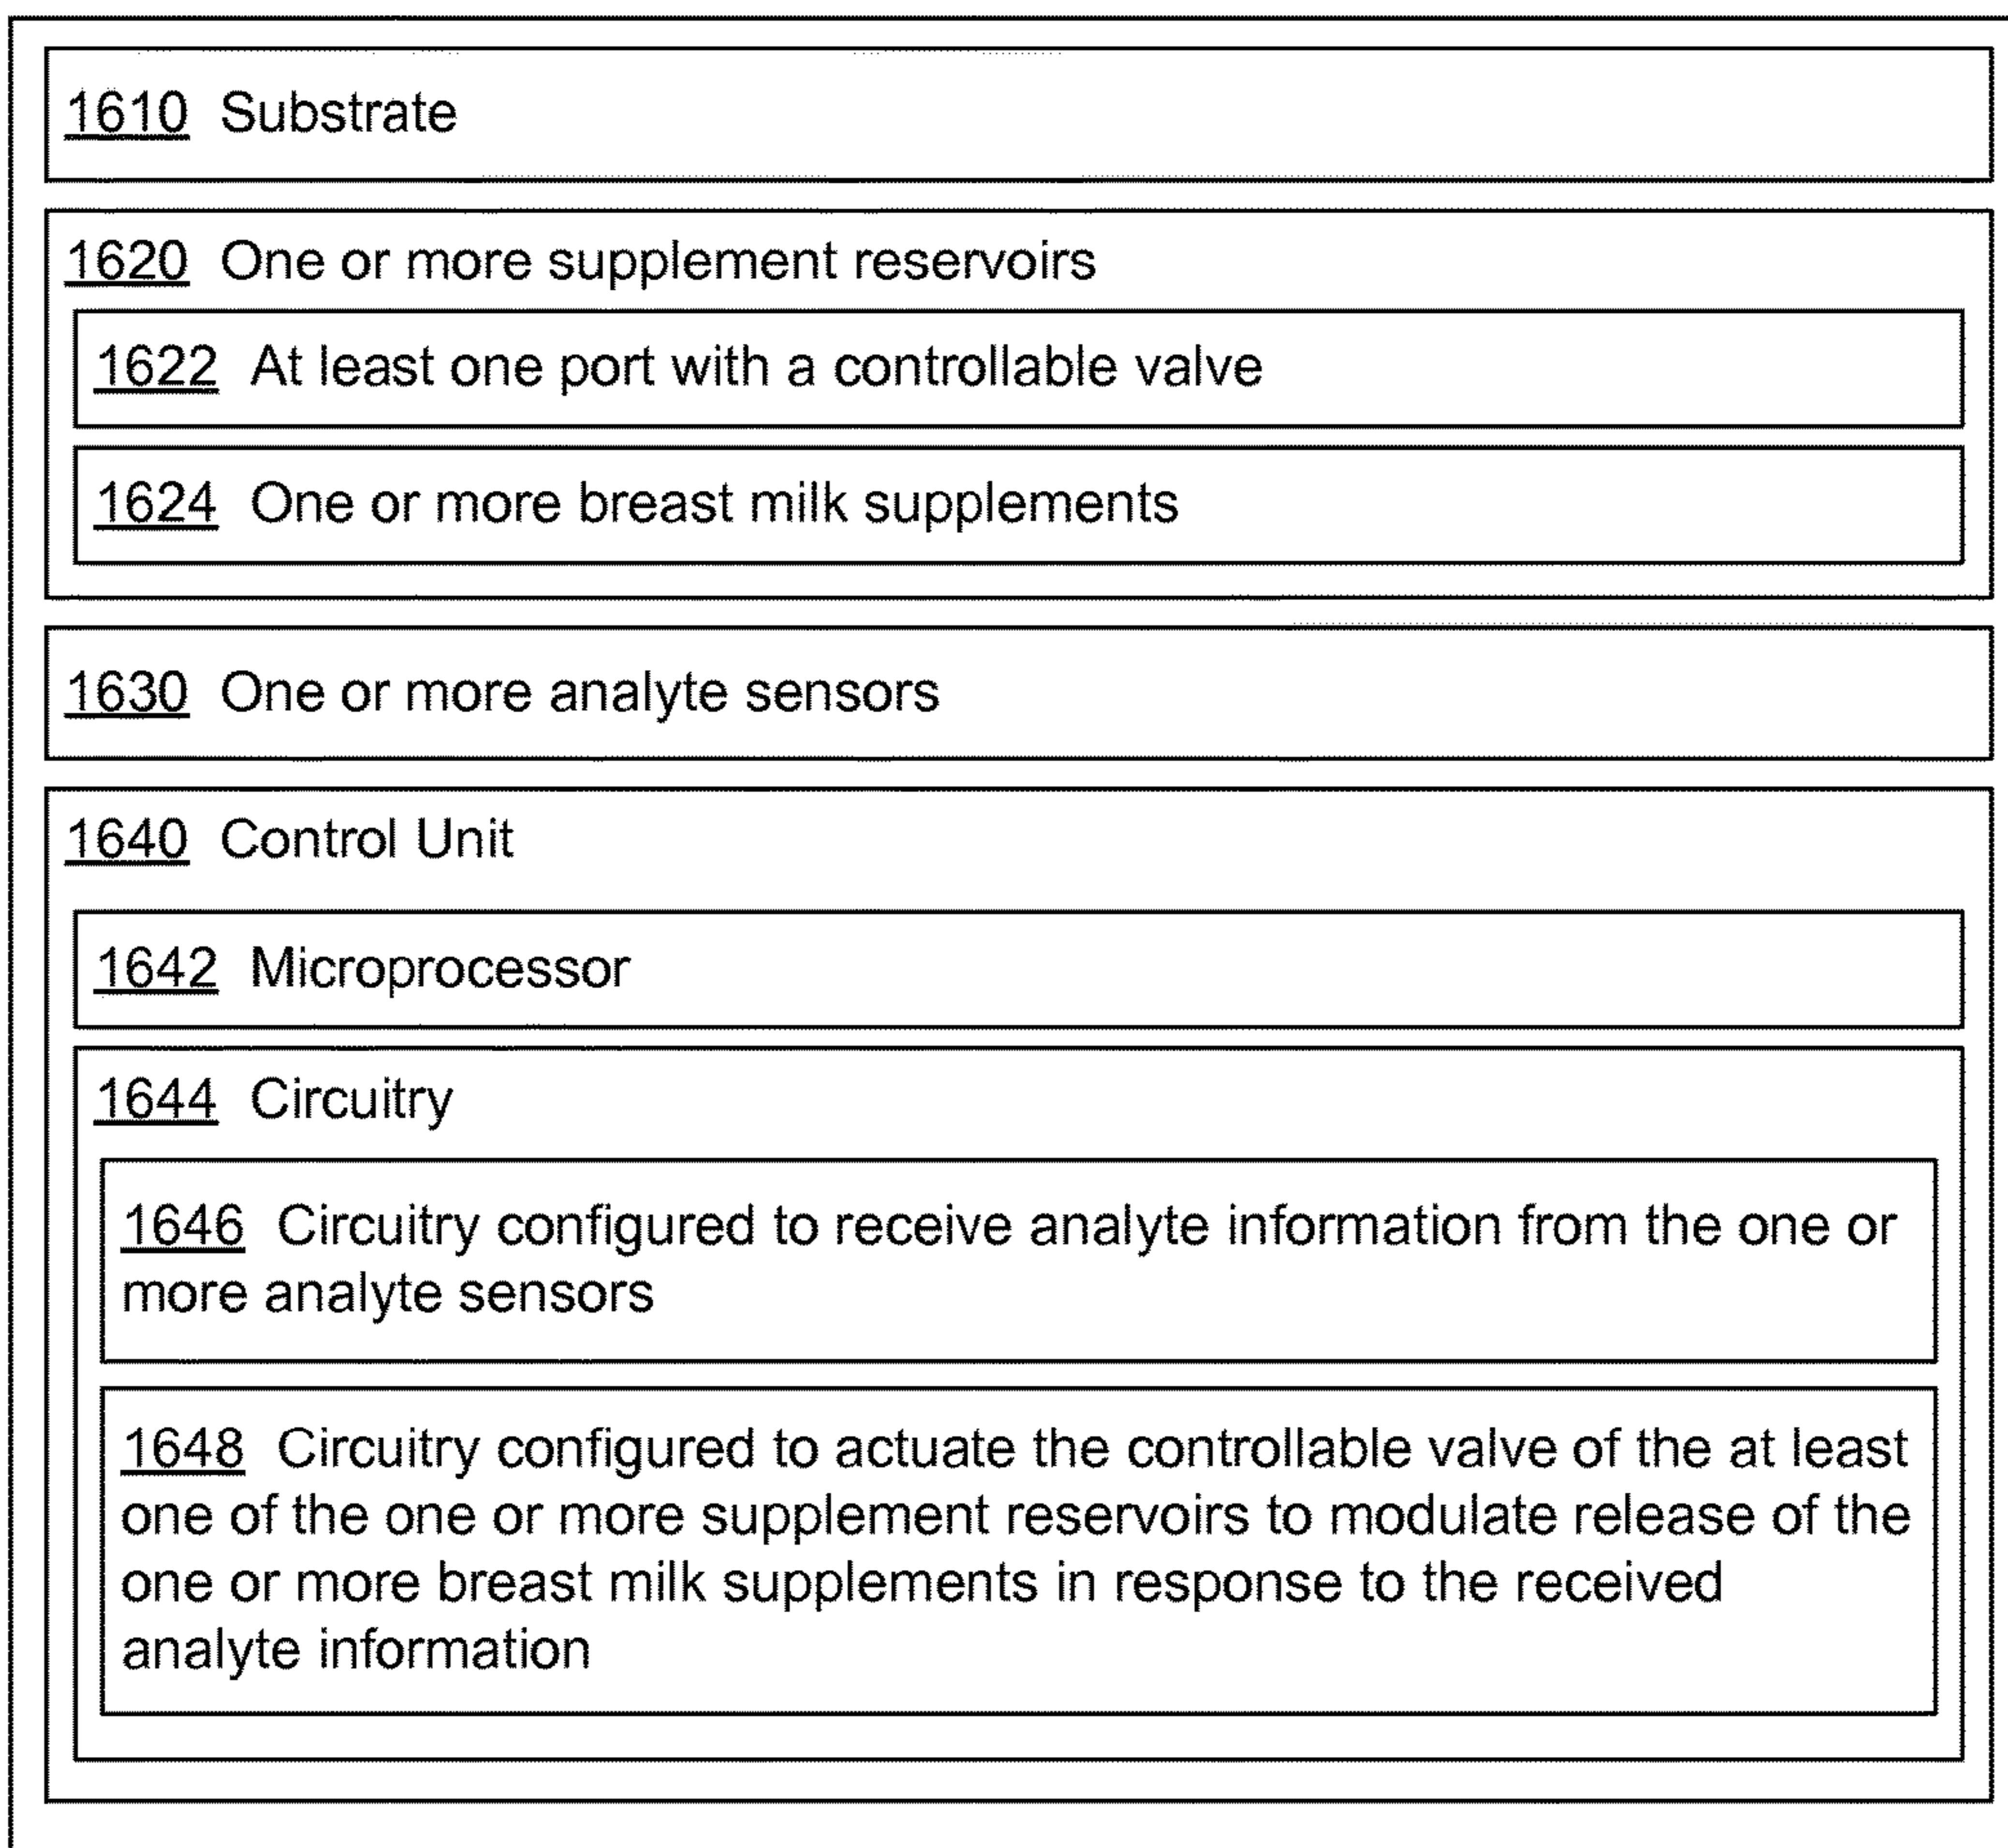 1610 Substrate
1620 One or more supplement reservoirs
1622 At least one port with a controllable valve
1624 One or more breast milk supplements
1630 One or more analyte sensors
1640 Control Unit
1642 Microprocessor
1644 Circuitry
1646 Circuitry configured to receive analyte information from the one or
more analyte sensors
1648 Circuitry configured to actuate the controllable valve of the at least
one of the one or more supplement reservoirs to modulate release of the
one or more breast milk supplements in response to the received
analyte information